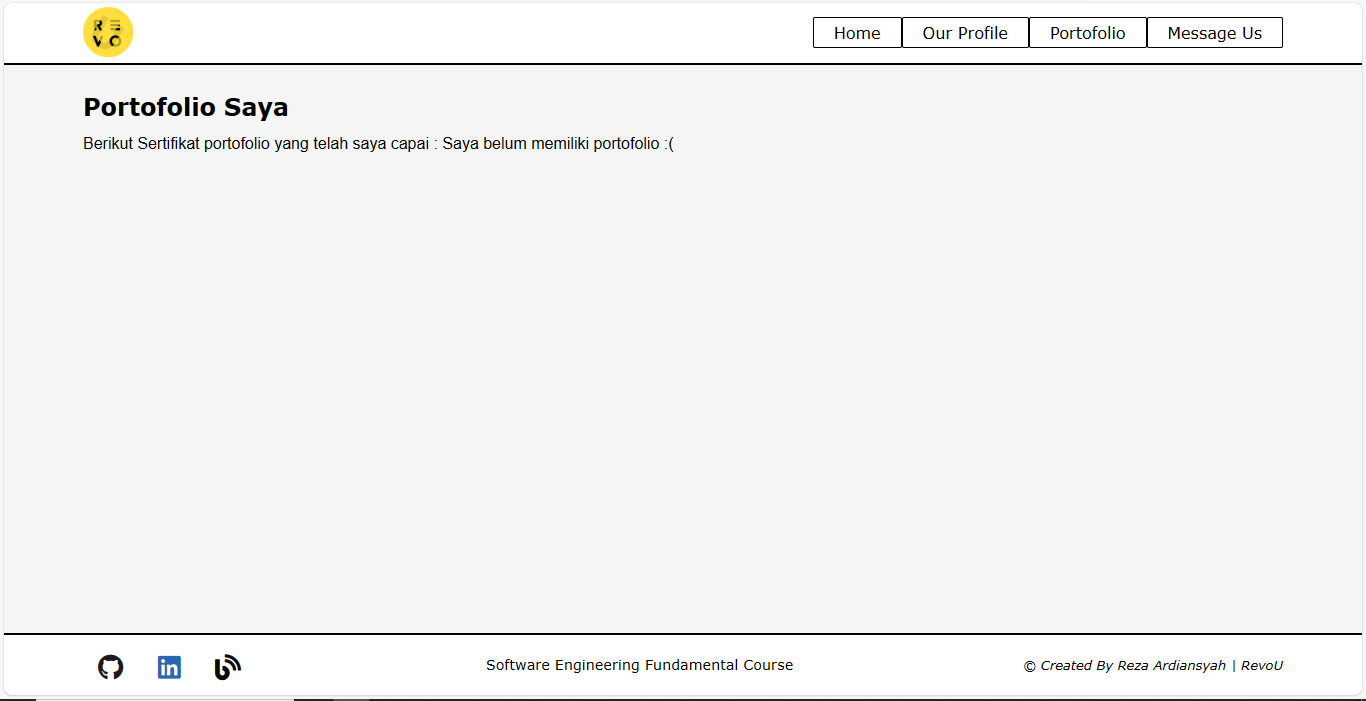 RE
VO
Home
Our Profile
Portofolio
Message Us
Portofolio Saya
Berikut Sertifikat portofolio yang telah saya capai : Saya belum memiliki portofolio :(
in
Software Engineering Fundamental Course
© Created By Reza Ardiansyah | RevoU